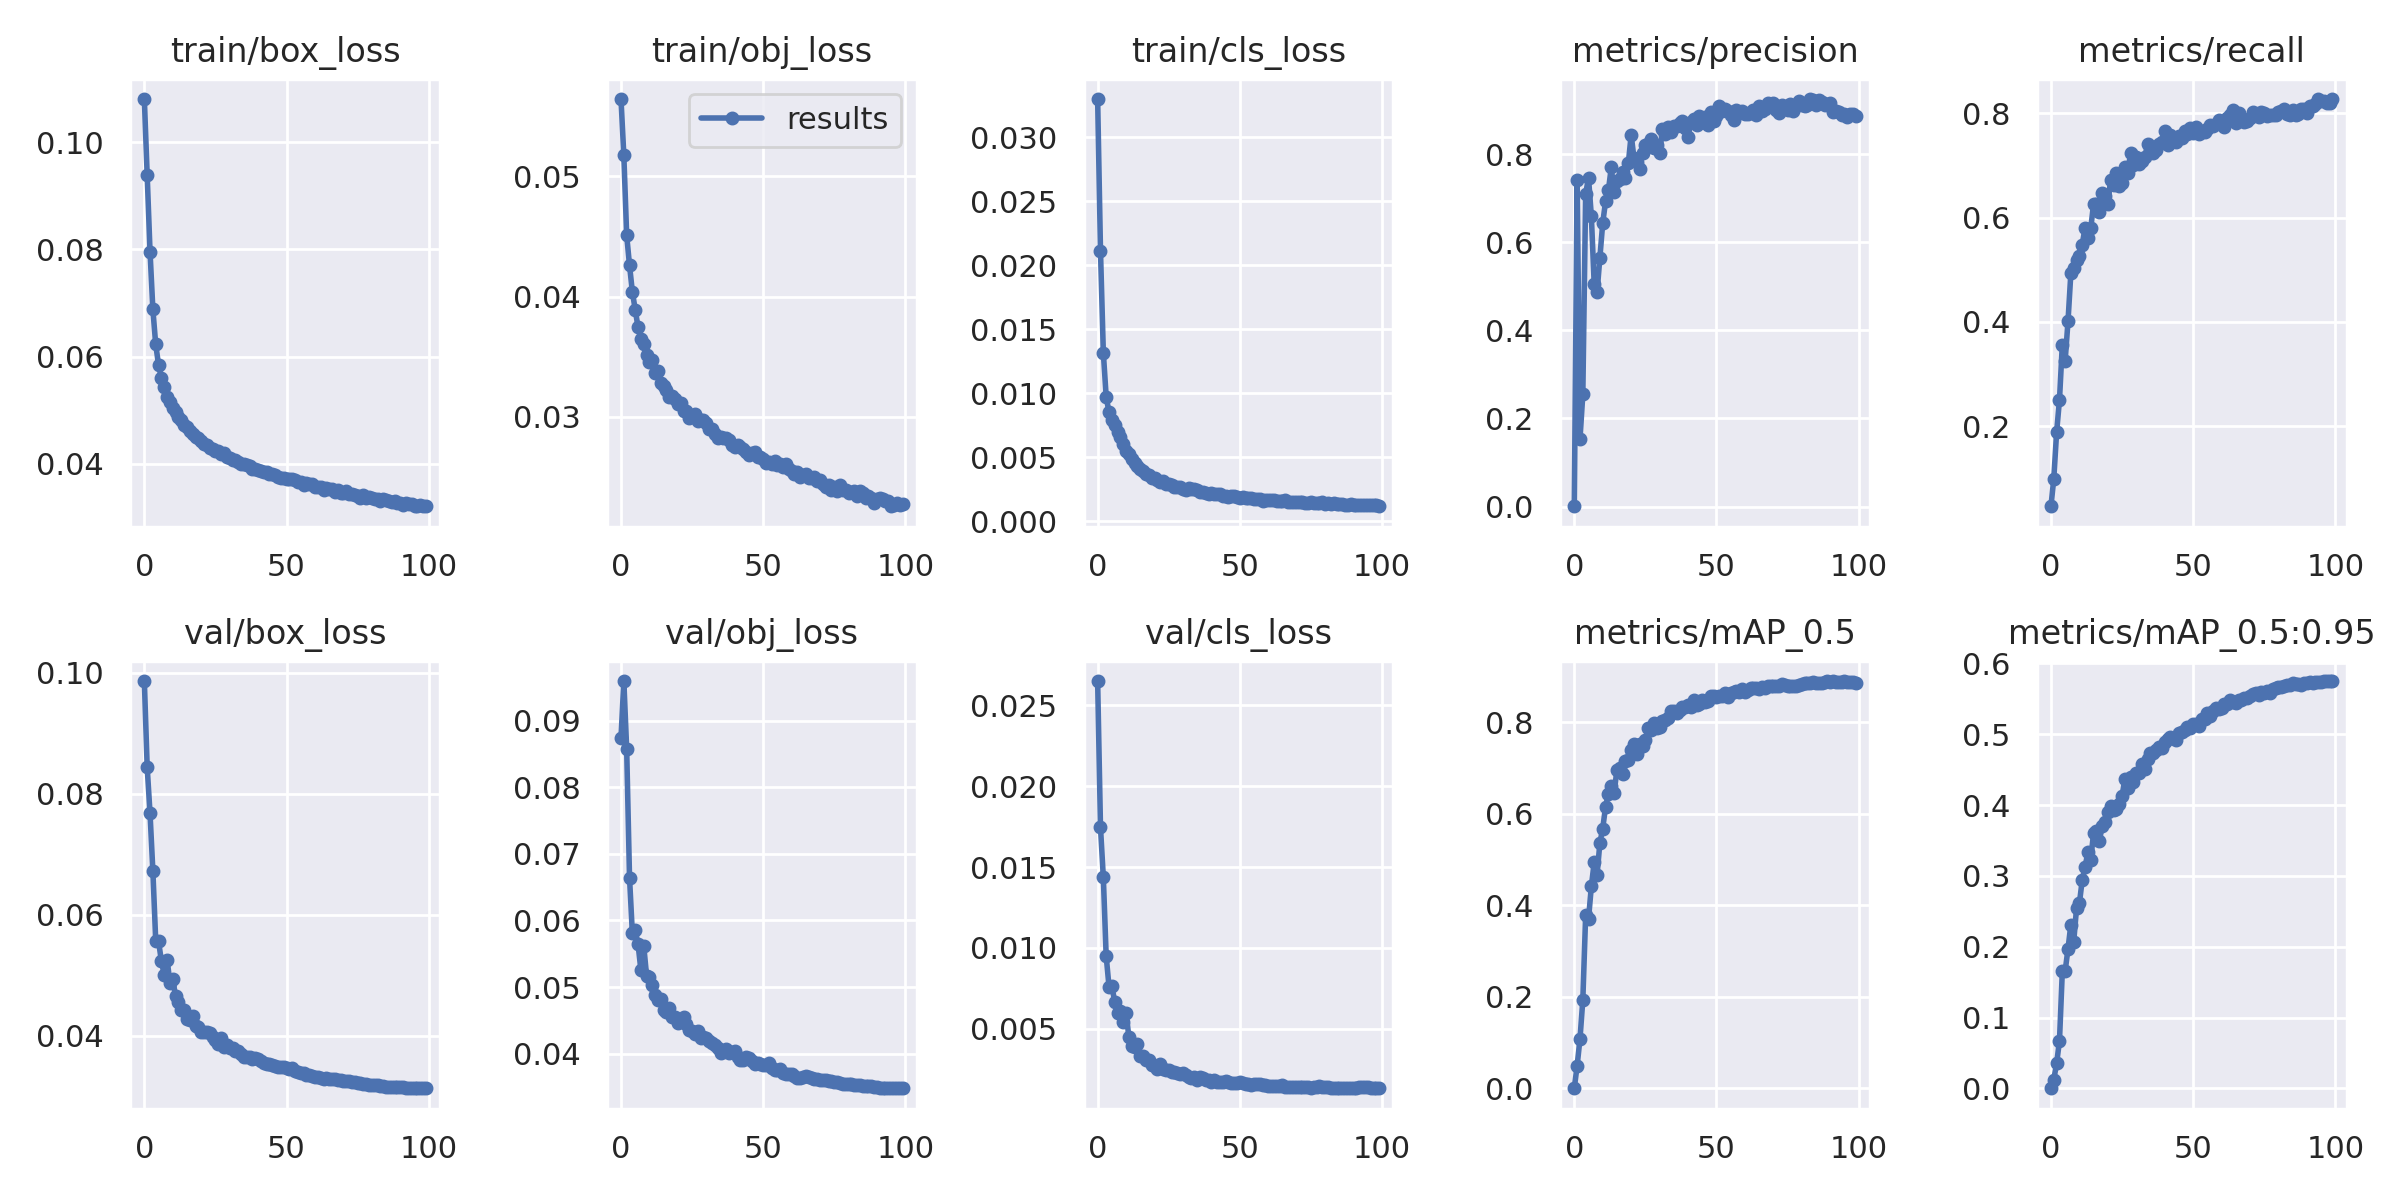 train/box_loss
0.10
0.08
0.06
0.04
0 50 100
train/obj_loss
results
0.05
0.04
0.03
0 50 100
train/cls_loss
0.030
0.025
0.020
0.015
0.010
0.005
0.000
0 50 100
metrics/precision
0.8
0.6
0.4
0.2
0.0
0 50 100
metrics/recall
0.8
0.6
0.4
0.2
0 50 100
val/box_loss
0.10
0.08
0.06
0.04
0 50 100
val/obj_loss
0.09
0.08
0.07
0.06
0.05
0.04
0 50 100
val/cls_loss
0.025
0.020
0.015
0.010
0.005
0 50 100
metrics/mAP_0.5
0.8
0.6
0.4
0.2
0.0
0 50 100
metrics/mAP_0.5:0.95
0.6
0.5
0.4
0.3
0.2
0.1
0.0
0 50 100